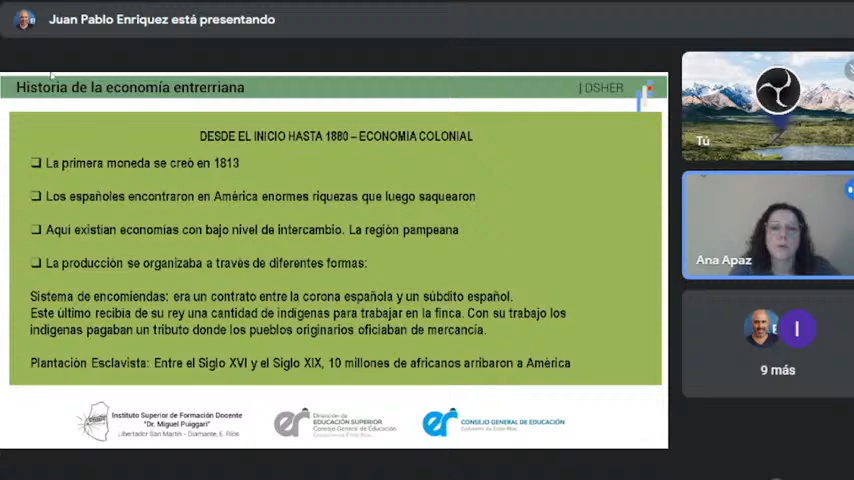 Juan Pablo Enriquez está presentando
Historia de la economía entrerriana
| DSHER
DESDE EL INICIO HASTA 1880 – ECONOMIA COLONIAL
La primera moneda se creó en 1813
Los españoles encontraron en América enormes riquezas que luego saquearon
Aquí existían economías con bajo nivel de intercambio. La región pampeana
La producción se organizaba a través de diferentes formas:
Sistema de encomiendas: era un contrato entre la corona española y un súbdito español.
Este último recibía de su rey una cantidad de indígenas para trabajar en la finca. Con su trabajo los
indígenas pagaban un tributo donde los pueblos originarios oficiaban de mercancía.
Plantación Esclavista: Entre el Siglo XVI y el Siglo XIX, 10 millones de africanos arribaron a América
Instituto Superior de Formación Docente
"Dr. Miguel Puiggari"
Libertador San Martín - Diamante, E. Ríos
Dirección de
EDUCACIÓN SUPERIOR
Consejo General de Educación
CONSEJO GENERAL DE EDUCACIÓN
Tú
Ana Apaz
I
9 más